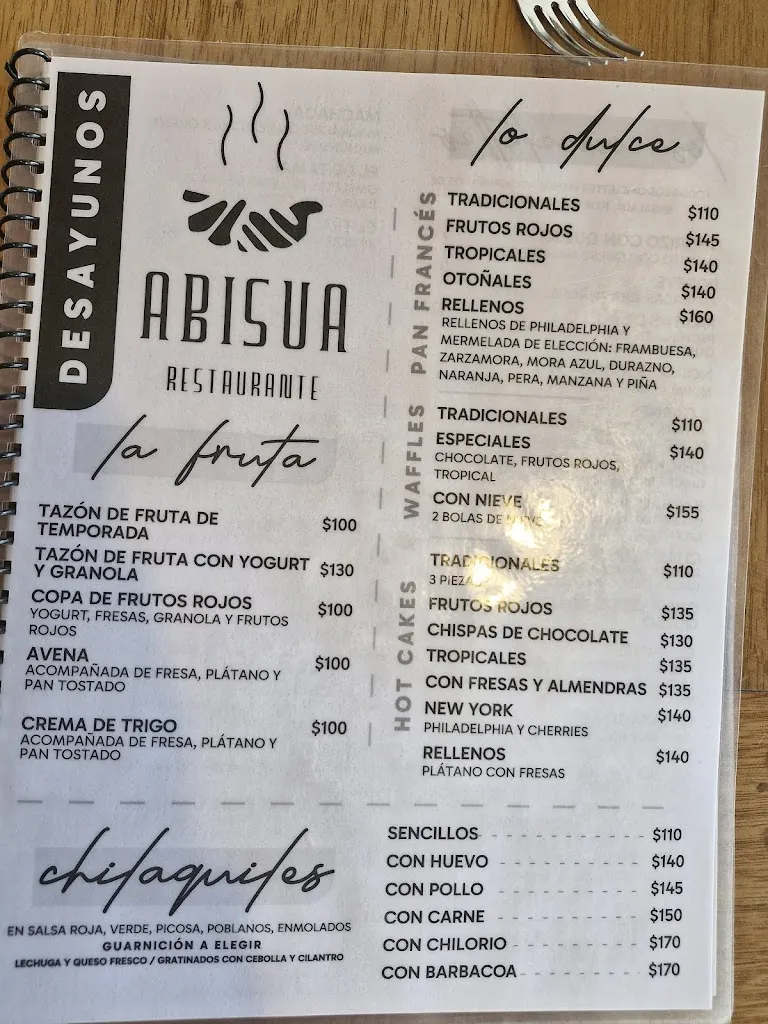 DESAYUNOS
ABISUA
RESTAURANTE
la fruta
TAZÓN DE FRUTA DE
TEMPORADA $100
TAZÓN DE FRUTA CON YOGURT
Y GRANOLA $130
COPA DE FRUTOS ROJOS $100
YOGURT, FRESAS, GRANOLA Y FRUTOS
ROJOS
AVENA $100
ACOMPAÑADA DE FRESA, PLÁTANO Y
PAN TOSTADO
CREMA DE TRIGO $100
ACOMPAÑADA DE FRESA, PLÁTANO Y
PAN TOSTADO
lo dulce
PAN FRANCÉS
TRADICIONALES $110
FRUTOS ROJOS $145
TROPICALES $140
OTOÑALES $140
RELLENOS $160
RELLENOS DE PHILADELPHIA Y
MERMELADA DE ELECCIÓN: FRAMBUESA,
ZARZAMORA, MORA AZUL, DURAZNO,
NARANJA, PERA, MANZANA Y PIÑA
WAFFLES
TRADICIONALES $110
ESPECIALES $140
CHOCOLATE, FRUTOS ROJOS,
TROPICAL
CON NIEVE $155
2 BOLAS DE NIEVE
HOT CAKES
TRADICIONALES $110
3 PIEZAS
FRUTOS ROJOS $135
CHISPAS DE CHOCOLATE $130
TROPICALES $135
CON FRESAS Y ALMENDRAS $135
NEW YORK $140
PHILADELPHIA Y CHERRIES
RELLENOS $140
PLÁTANO CON FRESAS
chilaquiles
EN SALSA ROJA, VERDE, PICOSA, POBLANOS, ENMOLADOS
GUARNICIÓN A ELEGIR
LECHUGA Y QUESO FRESCO / GRATINADOS CON CEBOLLA Y CILANTRO
SENCILLOS $110
CON HUEVO $140
CON POLLO $145
CON CARNE $150
CON CHILORIO $170
CON BARBACOA $170